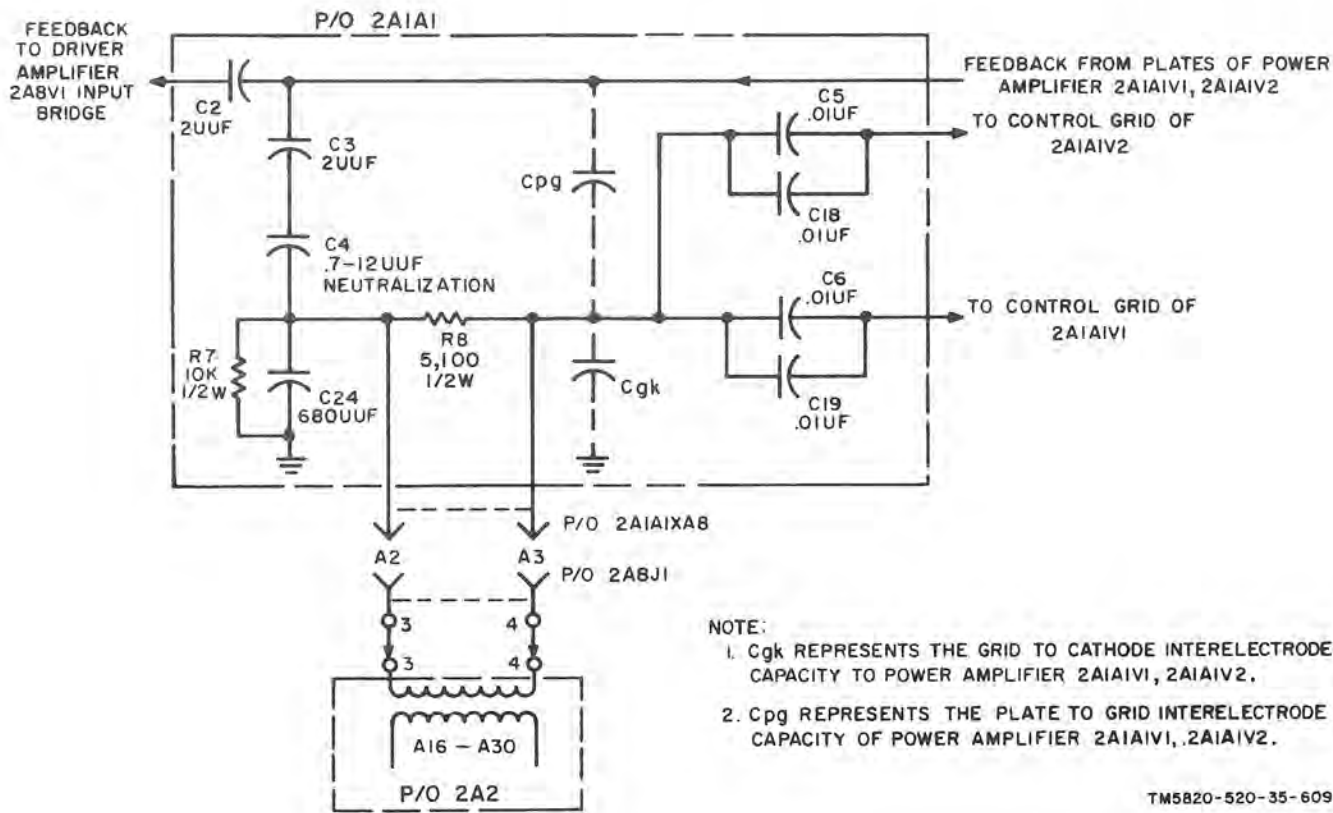 P/O 2A1A1
FEEDBACK
TO DRIVER
AMPLIFIER
2A8V1 INPUT
BRIDGE
C2
2UUF
FEEDBACK FROM PLATES OF POWER
AMPLIFIER 2A1A1V1, 2A1A1V2
C5
.01UF
TO CONTROL GRID OF
2A1A1V2
C3
2UUF
Cpg
C18
.01UF
C4
.7-12UUF
NEUTRALIZATION
C6
.01UF
TO CONTROL GRID OF
2A1A1V1
R7
10K
1/2W
R8
5,100
1/2W
C24
680UUF
Cgk
C19
.01UF
P/O 2A1A1XA8
A2
A3
P/O 2A8J1
3
4
3
4
A16 - A30
P/O 2A2
NOTE:
1. Cgk REPRESENTS THE GRID TO CATHODE INTERELECTRODE
CAPACITY TO POWER AMPLIFIER 2A1A1V1, 2A1A1V2.
2. Cpg REPRESENTS THE PLATE TO GRID INTERELECTRODE
CAPACITY OF POWER AMPLIFIER 2A1A1V1, .2A1A1V2.
TM5820-520-35-609